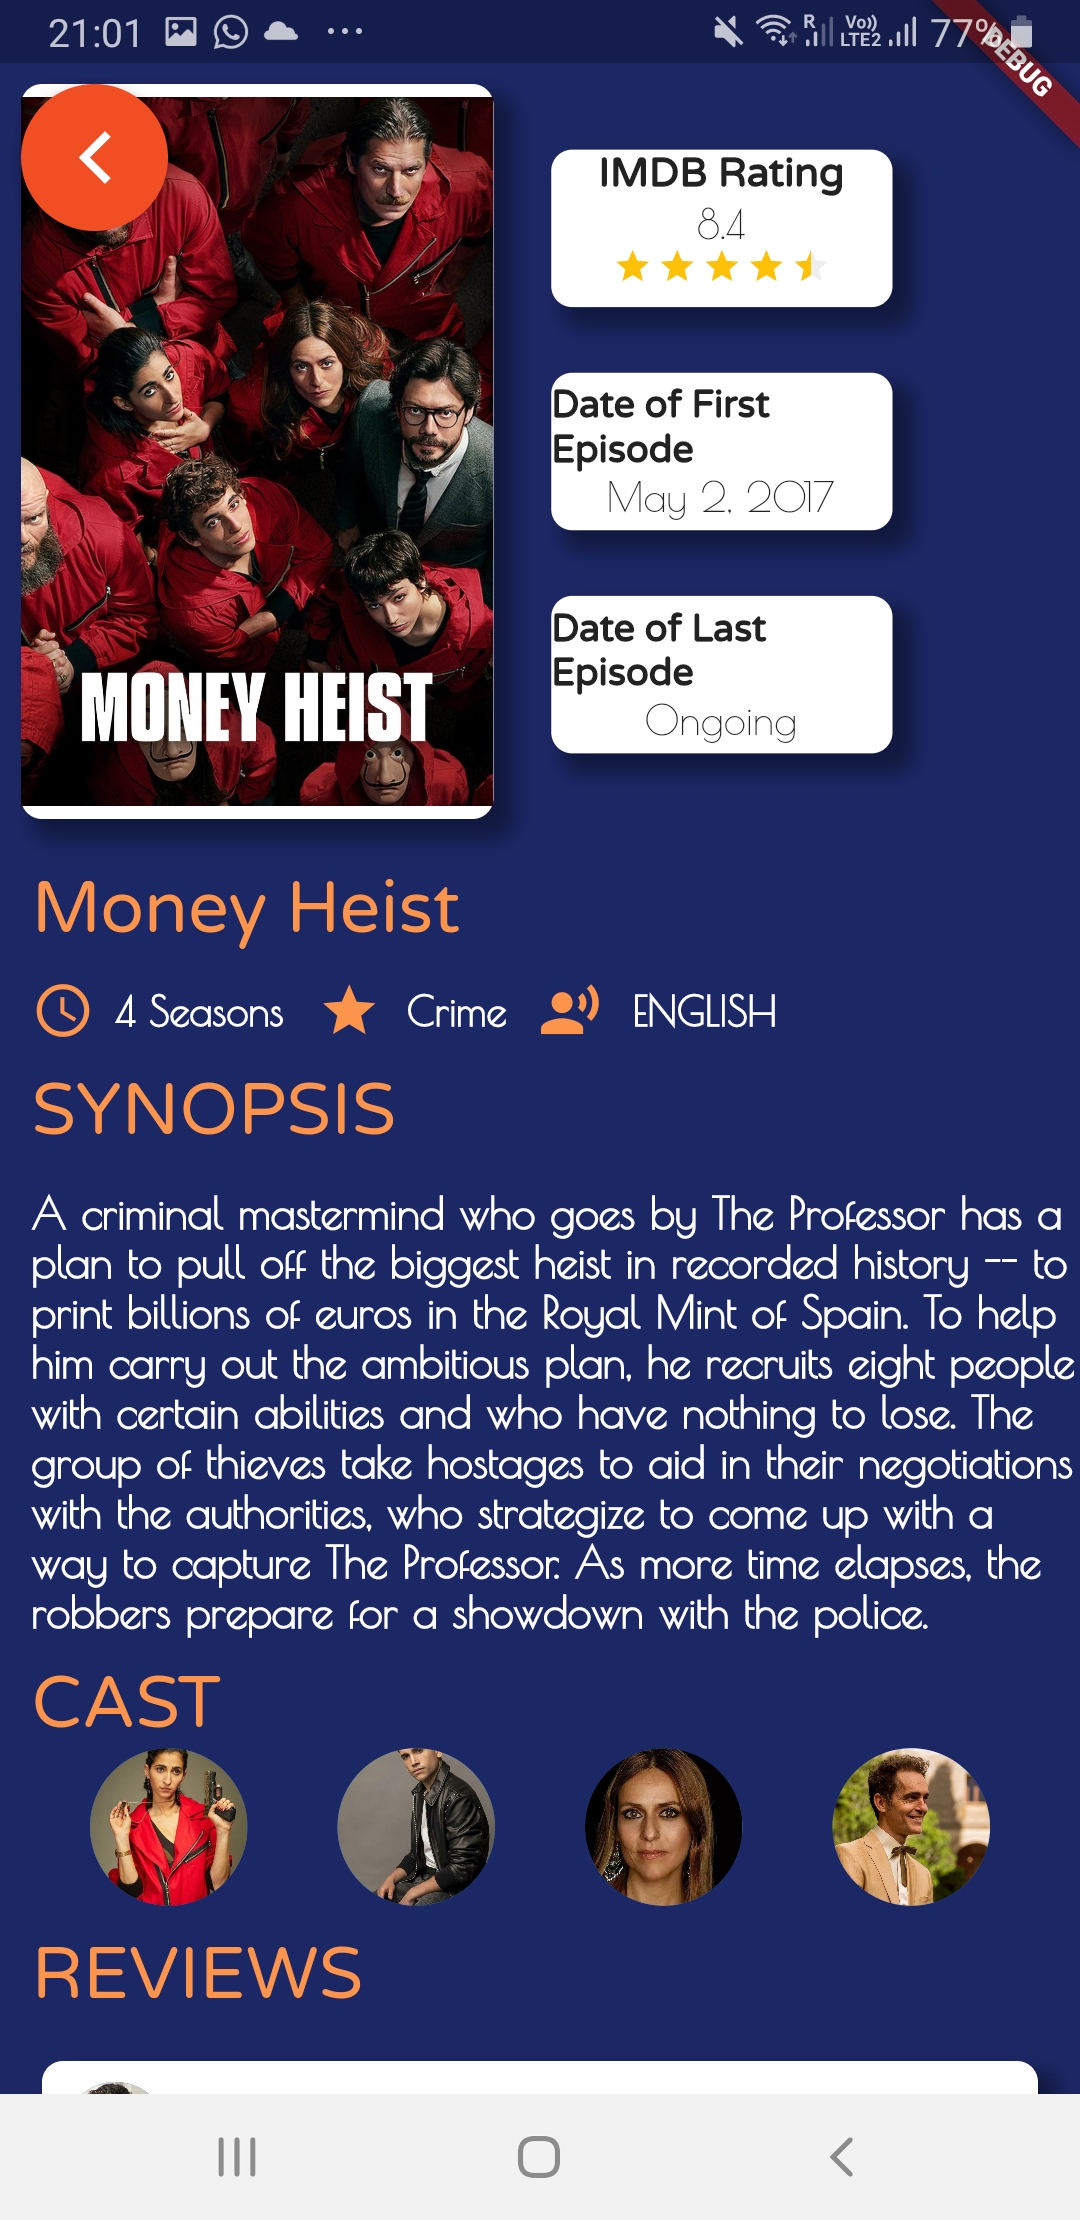 21:01
R
Vo))
LTE2
77%
DEBUG
MONEY HEIST
IMDB Rating
8.4
Date of First
Episode
May 2, 2017
Date of Last
Episode
Ongoing
Money Heist
4 Seasons
Crime
ENGLISH
SYNOPSIS
A criminal mastermind who goes by The Professor has a
plan to pull off the biggest heist in recorded history -- to
print billions of euros in the Royal Mint of Spain. To help
him carry out the ambitious plan, he recruits eight people
with certain abilities and who have nothing to lose. The
group of thieves take hostages to aid in their negotiations
with the authorities, who strategize to come up with a
way to capture The Professor. As more time elapses, the
robbers prepare for a showdown with the police.
CAST
REVIEWS